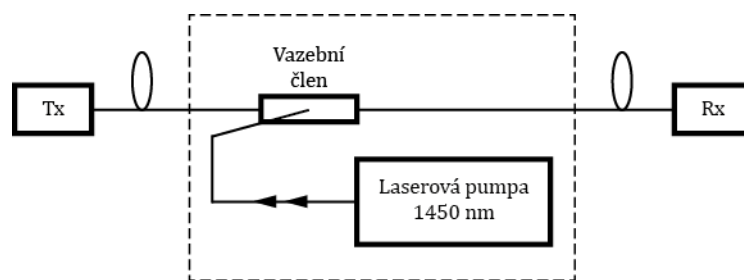 Vazební
člen
Tx
Rx
Laserová pumpa
1450 nm